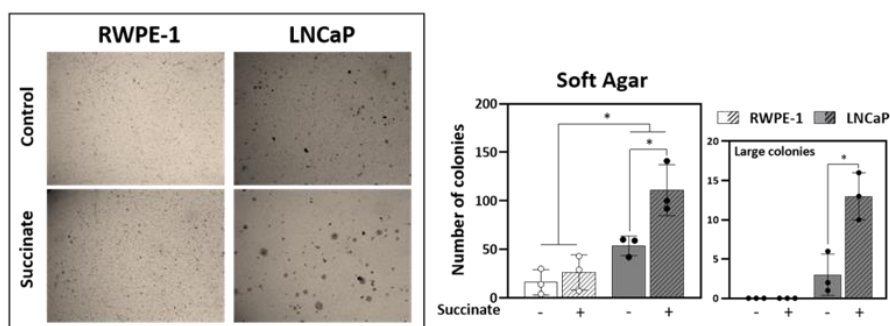 RWPE-1 LNCaP
Control
Succinate
Soft Agar
RWPE-1 LNCaP
Number of colonies
200
150
100
50
0
* *
Large colonies
20
15
10
5
0
*
Succinate - + - + - + - +